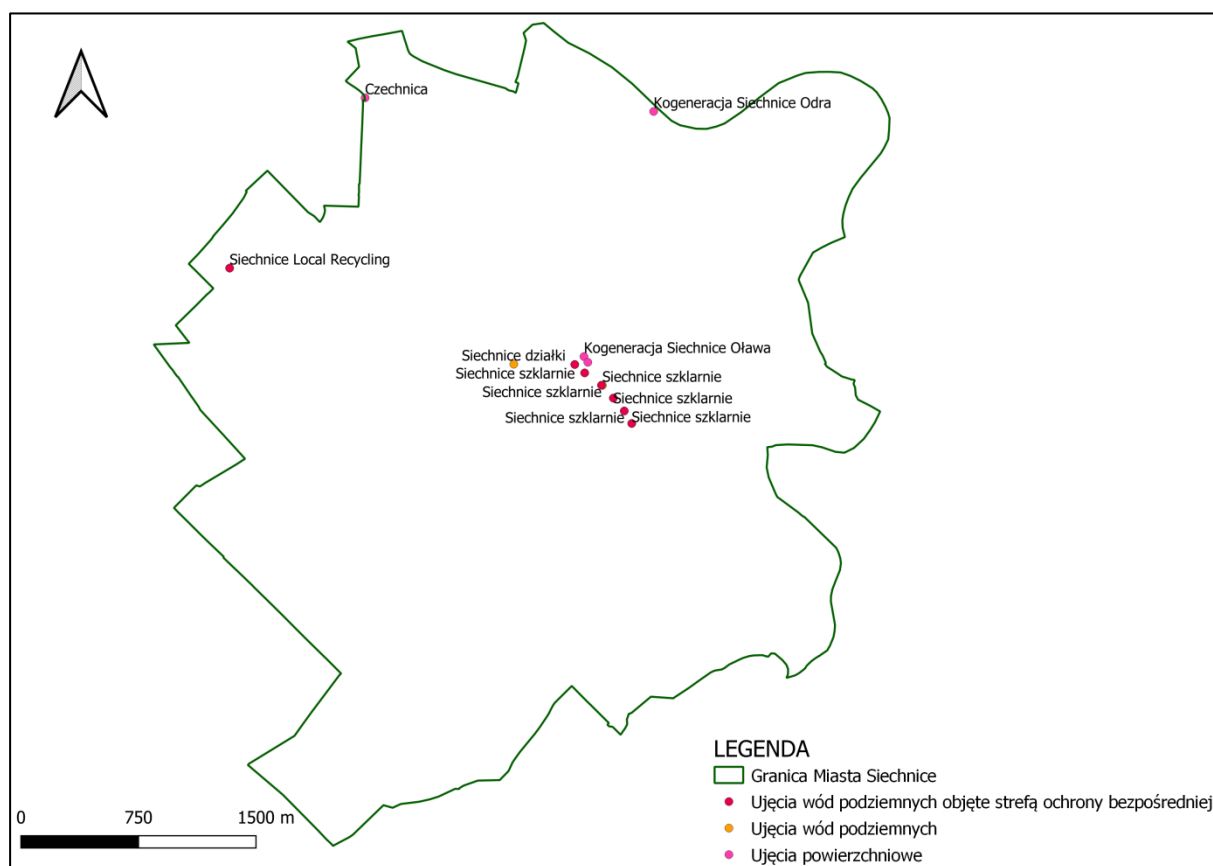 Czechnica
Kogeneracja Siechnice Odra
Siechnice Local Recycling
Kogeneracja Siechnice Oława
Siechnice działki
Siechnice szklarnie
Siechnice szklarnie
Siechnice szklarnie
Siechnice szklarnie
Siechnice szklarnie
Siechnice szklarnie
LEGENDA
Granica Miasta Siechnice
Ujęcia wód podziemnych objęte strefą ochrony bezpośredniej
Ujęcia wód podziemnych
Ujęcia powierzchniowe
0 750 1500 m